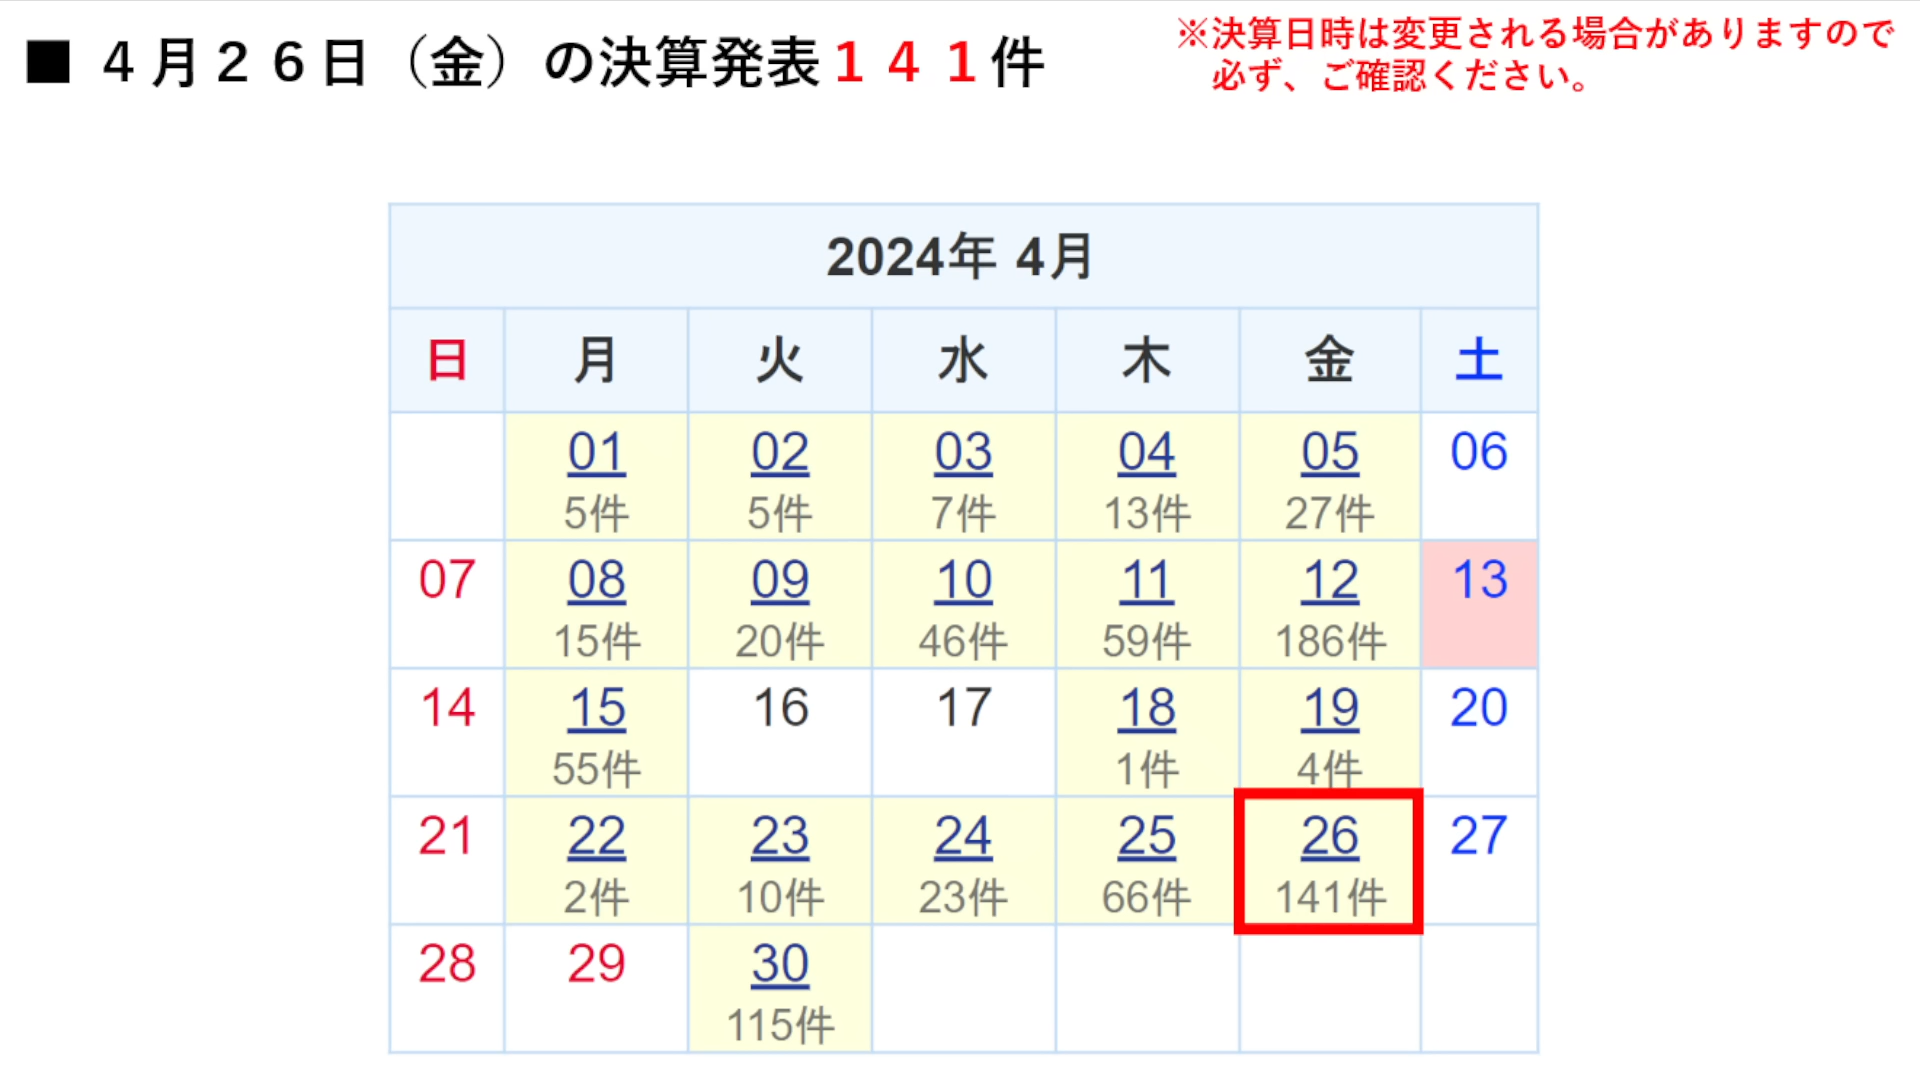 ■ ４月２６日（金）の決算発表１４１件
※決算日時は変更される場合がありますので
必ず、ご確認ください。
2024年 4月
日 月 火 水 木 金 土
01 02 03 04 05 06
5件 5件 7件 13件 27件
07 08 09 10 11 12 13
15件 20件 46件 59件 186件
14 15 16 17 18 19 20
55件 1件 4件
21 22 23 24 25 26 27
2件 10件 23件 66件 141件
28 29 30
115件